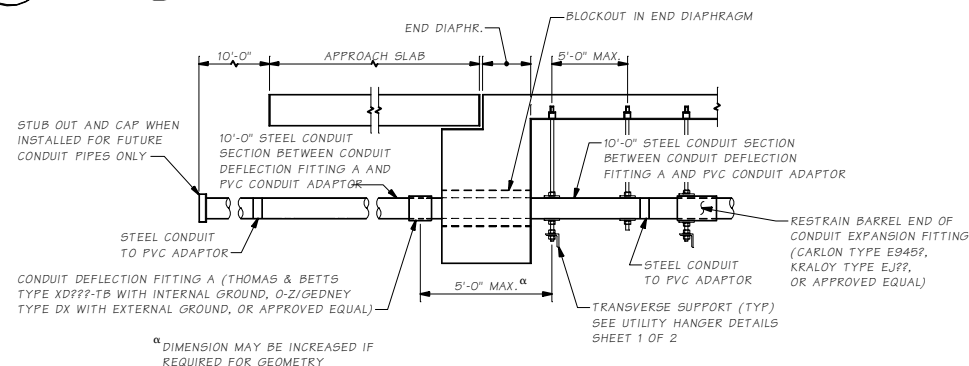 BLOCKOUT IN END DIAPHRAGM
END DIAPHR.
10'-0"
APPROACH SLAB
5'-0" MAX.
STUB OUT AND CAP WHEN
INSTALLED FOR FUTURE
CONDUIT PIPES ONLY
10'-0" STEEL CONDUIT
SECTION BETWEEN CONDUIT
DEFLECTION FITTING A AND
PVC CONDUIT ADAPTOR
10'-0" STEEL CONDUIT SECTION
BETWEEN CONDUIT DEFLECTION
FITTING A AND PVC CONDUIT ADAPTOR
STEEL CONDUIT
TO PVC ADAPTOR
RESTRAIN BARREL END OF
CONDUIT EXPANSION FITTING
(CARLON TYPE E945?,
KRALOY TYPE EJ??,
OR APPROVED EQUAL)
STEEL CONDUIT
TO PVC ADAPTOR
CONDUIT DEFLECTION FITTING A (THOMAS & BETTS
TYPE XD???-TB WITH INTERNAL GROUND, O-Z/GEDNEY
TYPE DX WITH EXTERNAL GROUND, OR APPROVED EQUAL)
5'-0" MAX. α
TRANSVERSE SUPPORT (TYP)
SEE UTILITY HANGER DETAILS
SHEET 1 OF 2
α DIMENSION MAY BE INCREASED IF
REQUIRED FOR GEOMETRY